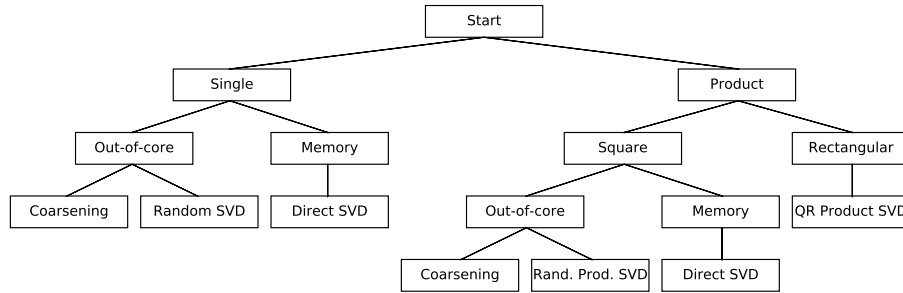 Start
Single
Product
Out-of-core
Memory
Square
Rectangular
Coarsening
Random SVD
Direct SVD
Out-of-core
Memory
QR Product SVD
Coarsening
Rand. Prod. SVD
Direct SVD